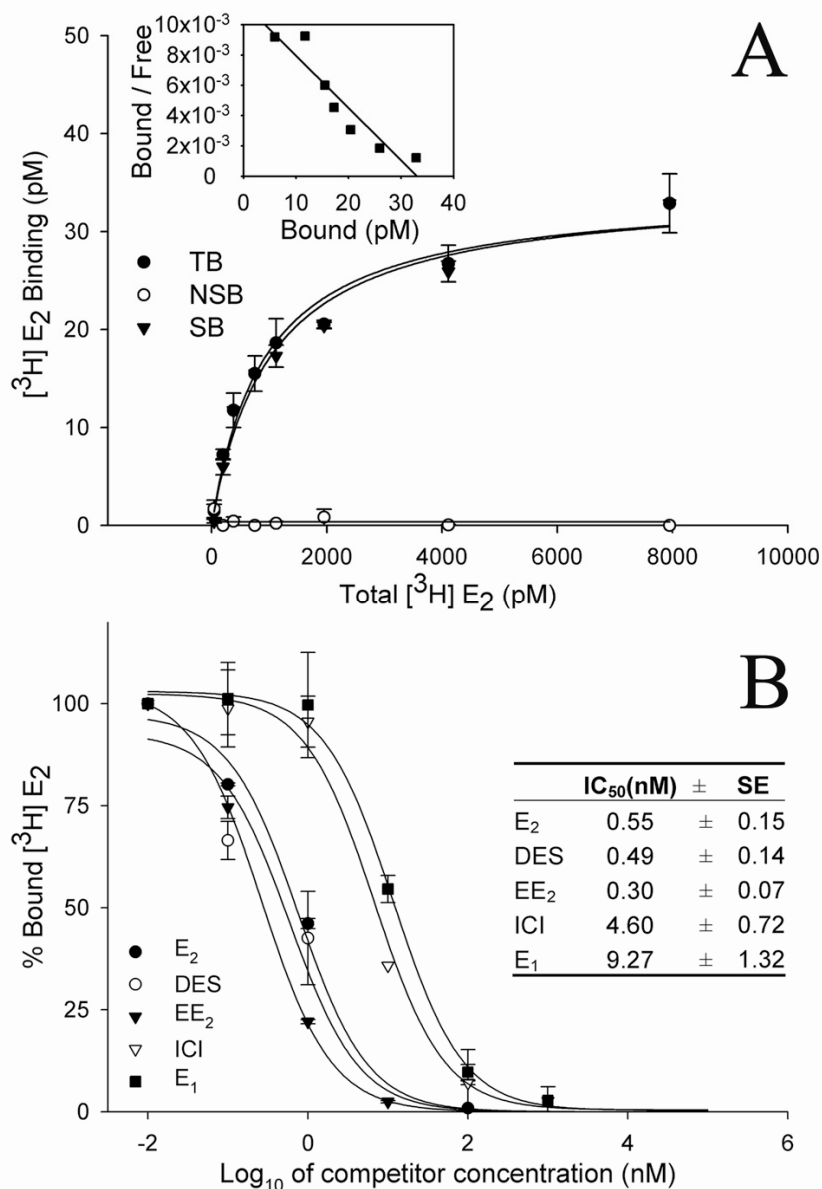 A
10x10⁻³
8x10⁻³
6x10⁻³
4x10⁻³
2x10⁻³
0
Bound / Free
0 10 20 30 40
Bound (pM)
50
40
30
20
10
0
[³H] E₂ Binding (pM)
TB
NSB
SB
0 2000 4000 6000 8000 10000
Total [³H] E₂ (pM)
B
100
75
50
25
0
% Bound [³H] E₂
E₂
DES
EE₂
ICI
E₁
IC₅₀(nM) ± SE
E₂ 0.55 ± 0.15
DES 0.49 ± 0.14
EE₂ 0.30 ± 0.07
ICI 4.60 ± 0.72
E₁ 9.27 ± 1.32
-2 0 2 4 6
Log₁₀ of competitor concentration (nM)